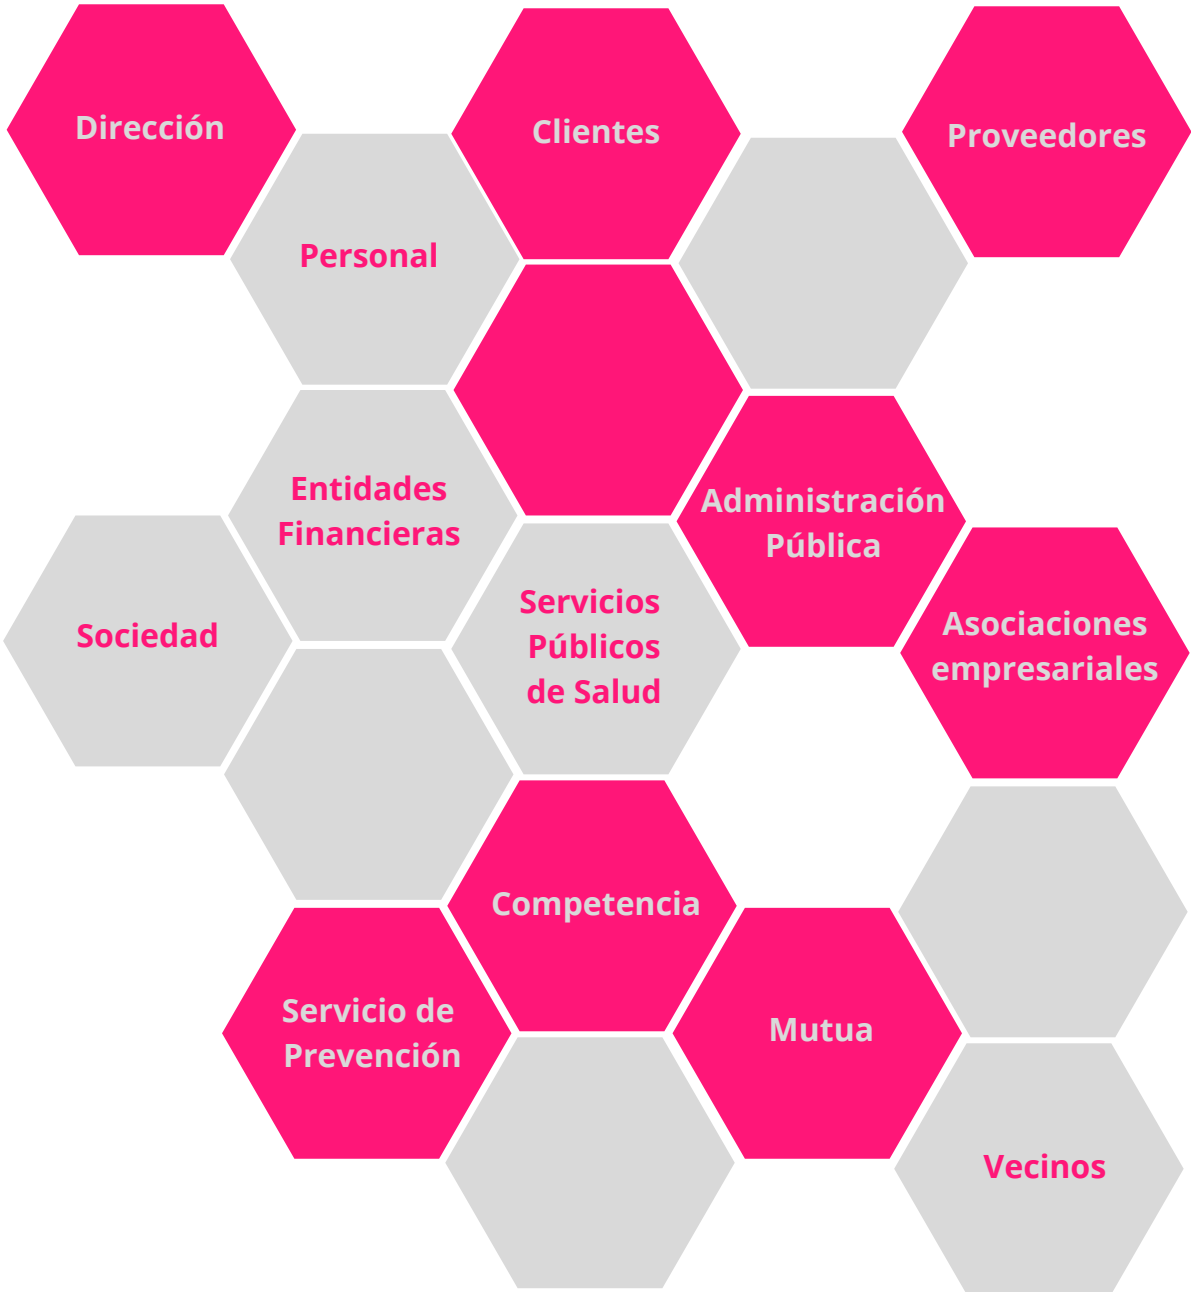 Dirección
Clientes
Proveedores
Personal
Entidades
Financieras
Administración
Pública
Sociedad
Servicios
Públicos
de Salud
Asociaciones
empresariales
Competencia
Servicio de
Prevención
Mutua
Vecinos